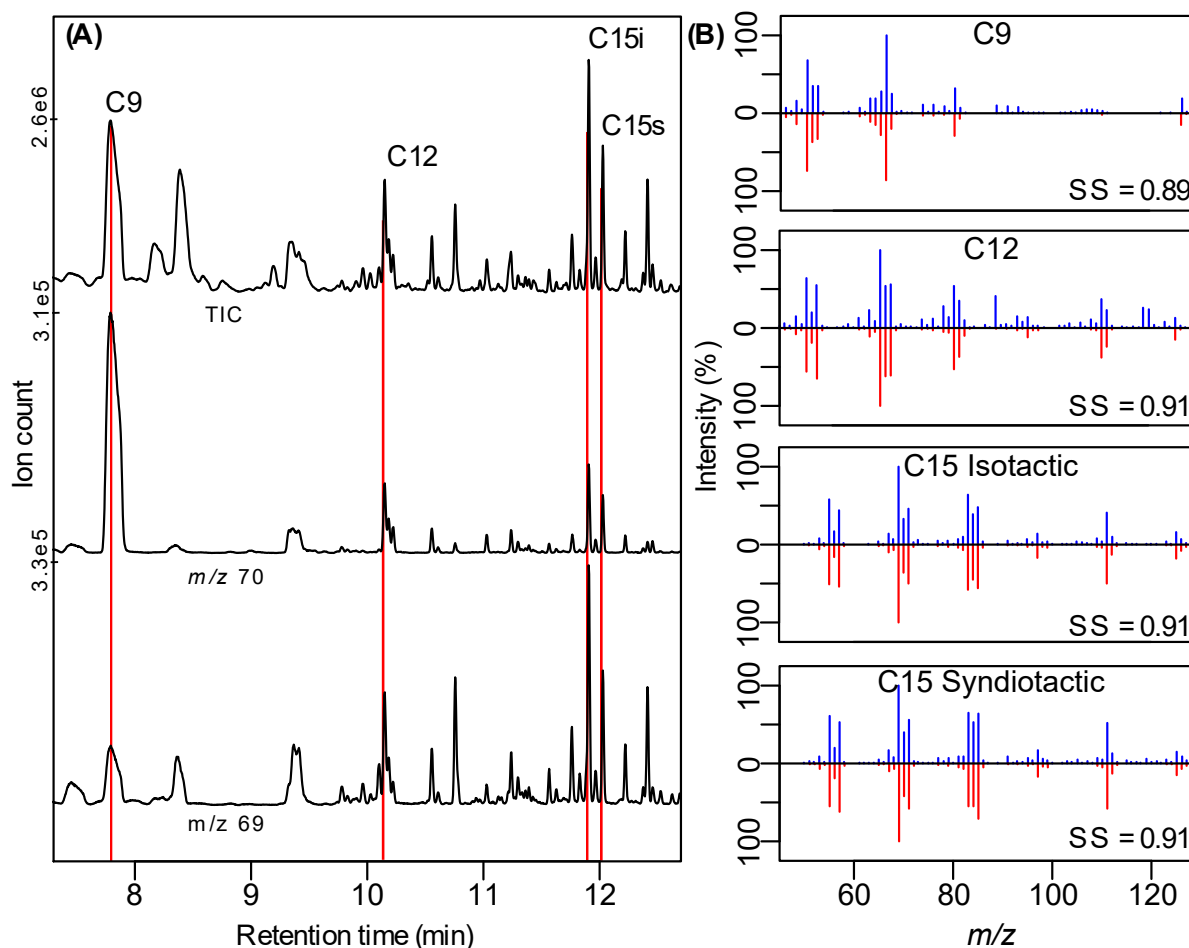 (A)
C9
C12
C15i
C15s
TIC
m/z 70
m/z 69
2.6e6
3.1e5
3.3e5
Ion count
8 9 10 11 12
Retention time (min)
(B)
C9
100
0
100
SS = 0.89
C12
100
0
100
SS = 0.91
C15 Isotactic
100
0
100
SS = 0.91
C15 Syndiotactic
100
0
100
SS = 0.91
Intensity (%)
60 80 100 120
m/z